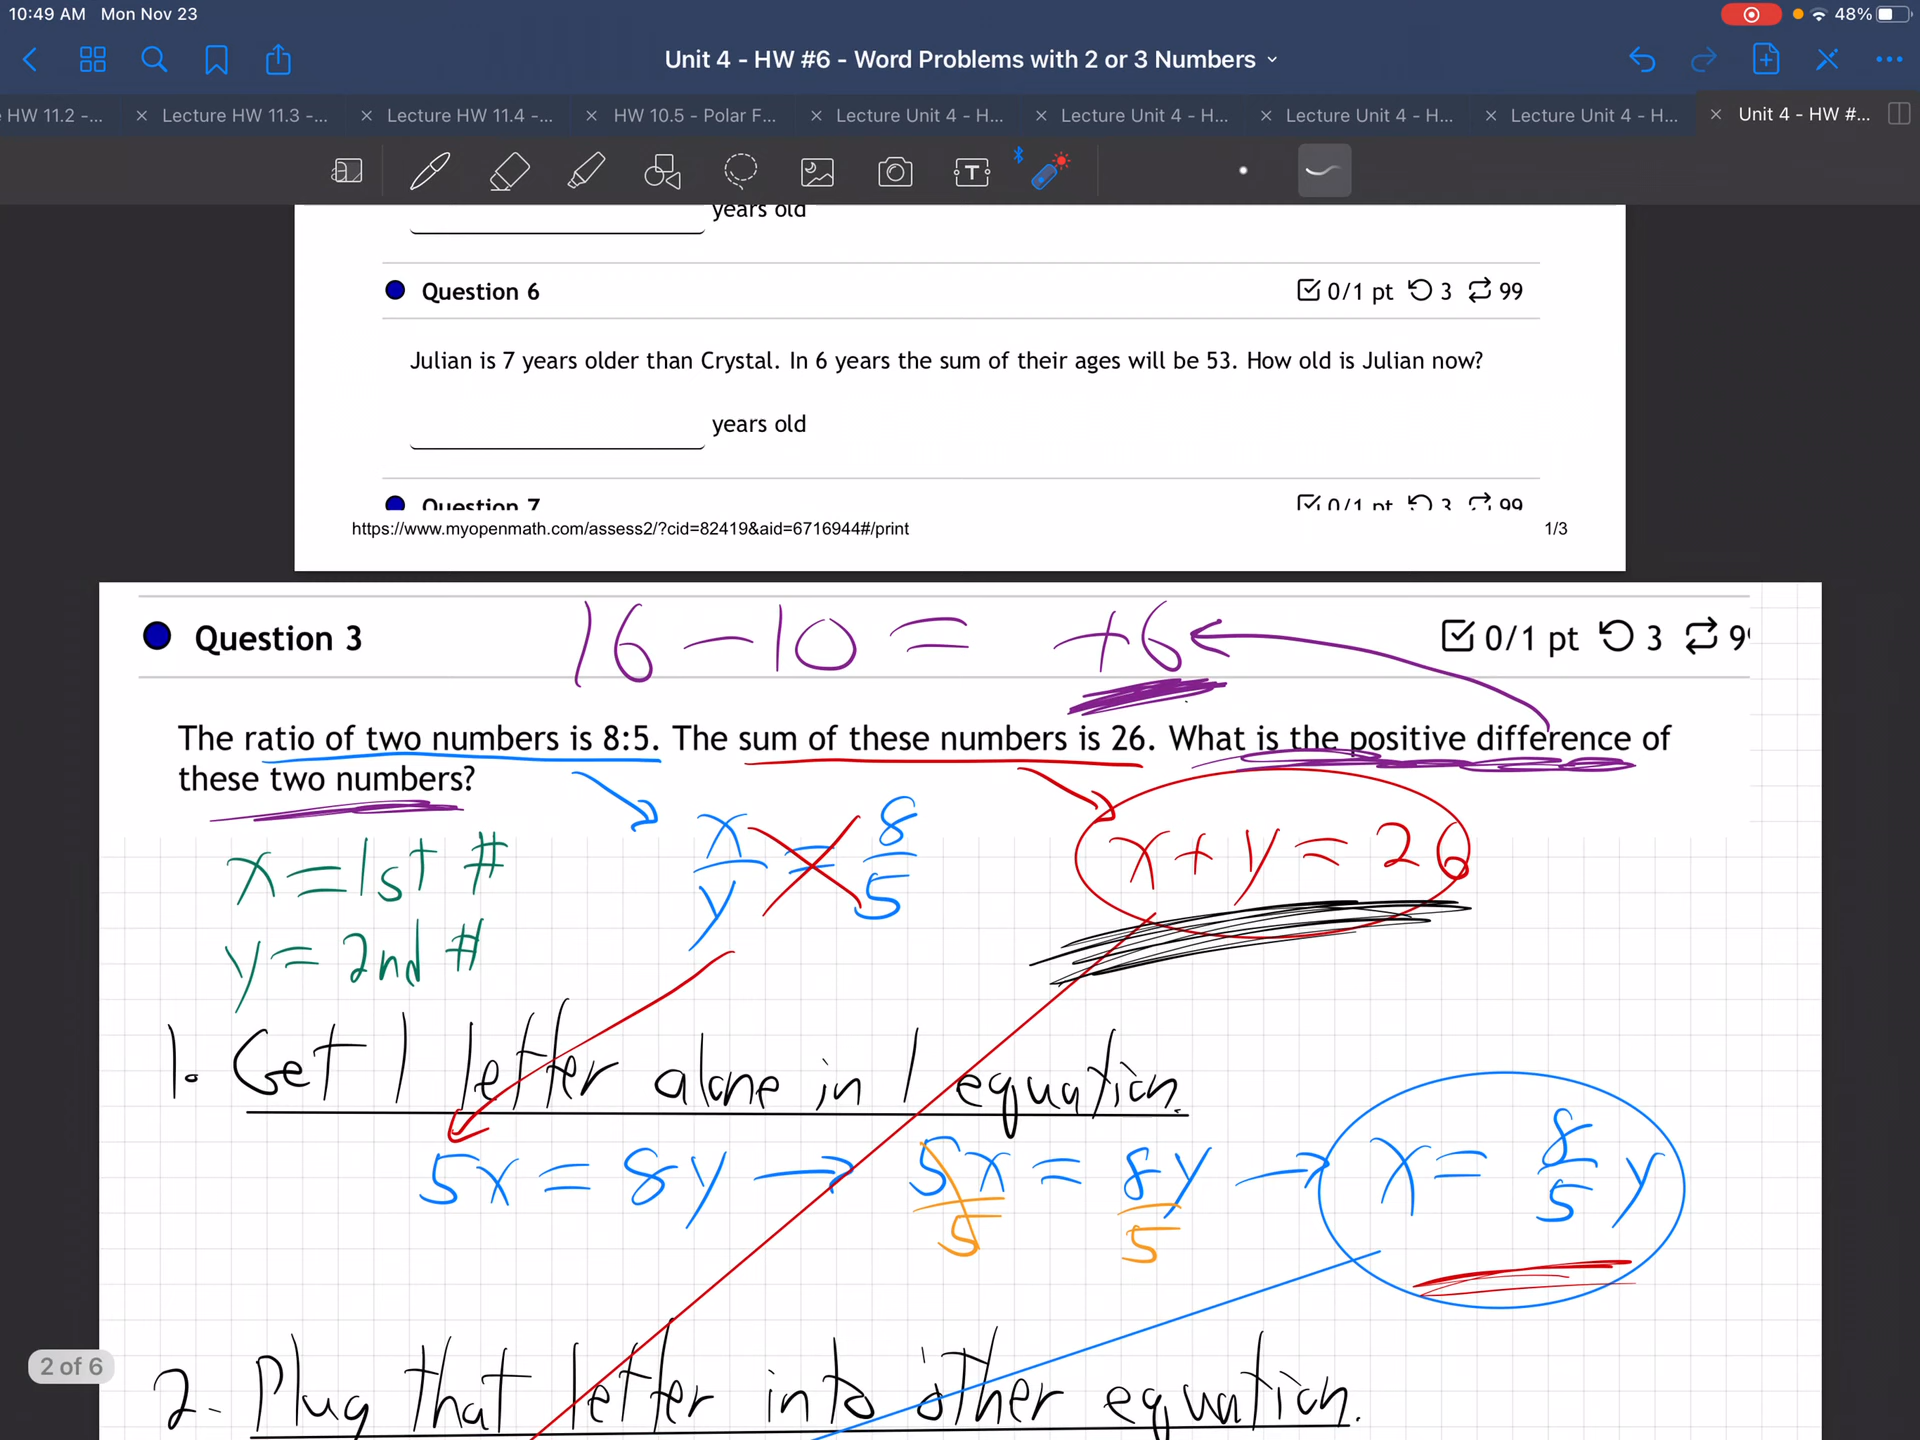 10:49 AM Mon Nov 23
48%
Unit 4 - HW #6 - Word Problems with 2 or 3 Numbers
HW 11.2 -... × Lecture HW 11.3 -... × Lecture HW 11.4 -... × HW 10.5 - Polar F... × Lecture Unit 4 - H... × Lecture Unit 4 - H... × Lecture Unit 4 - H... × Lecture Unit 4 - H... × Unit 4 - HW #...
years old
Question 6 0/1 pt 3 99
Julian is 7 years older than Crystal. In 6 years the sum of their ages will be 53. How old is Julian now?
years old
Question 7 0/1 pt 3 99
https://www.myopenmath.com/assess2/?cid=82419&aid=6716944#/print 1/3
Question 3 16 - 10 = +6 0/1 pt 3 9
The ratio of two numbers is 8:5. The sum of these numbers is 26. What is the positive difference of
these two numbers?
x = 1st # x/y = 8/5 x + y = 26
y = 2nd #
1. Get 1 letter alone in 1 equation.
5x = 8y → 5x/5 = 8y/5 → x = 8/5 y
2. Plug that letter into other equation.
2 of 6